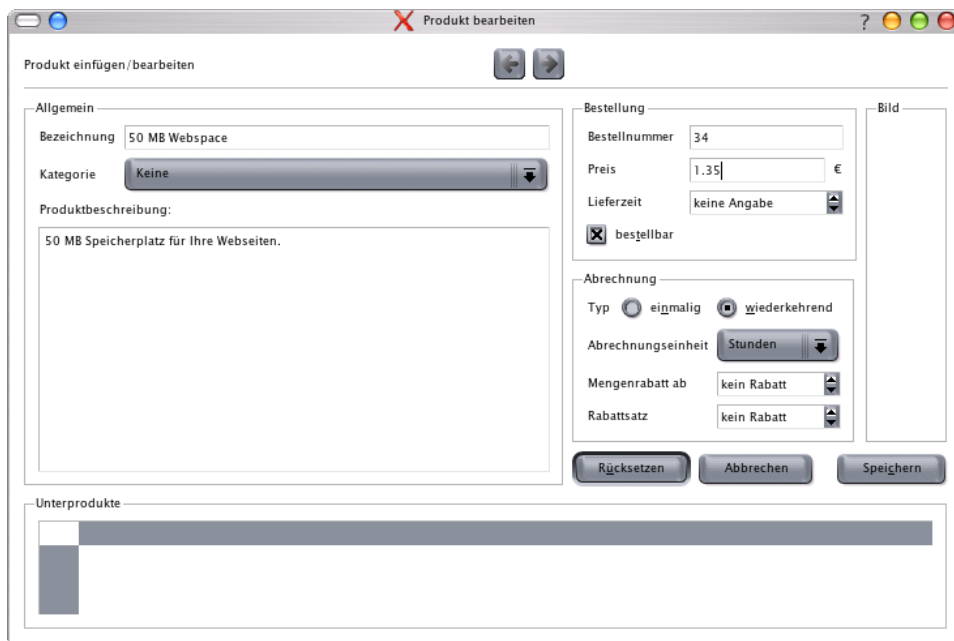 Produkt bearbeiten
?
Produkt einfügen/bearbeiten
Allgemein
Bezeichnung 50 MB Webspace
Kategorie Keine
Produktbeschreibung:
50 MB Speicherplatz für Ihre Webseiten.
Bestellung
Bestellnummer 34
Preis 1.35 €
Lieferzeit keine Angabe
bestellbar
Abrechnung
Typ einmalig wiederkehrend
Abrechnungseinheit Stunden
Mengenrabatt ab kein Rabatt
Rabattsatz kein Rabatt
Bild
Rücksetzen Abbrechen Speichern
Unterprodukte